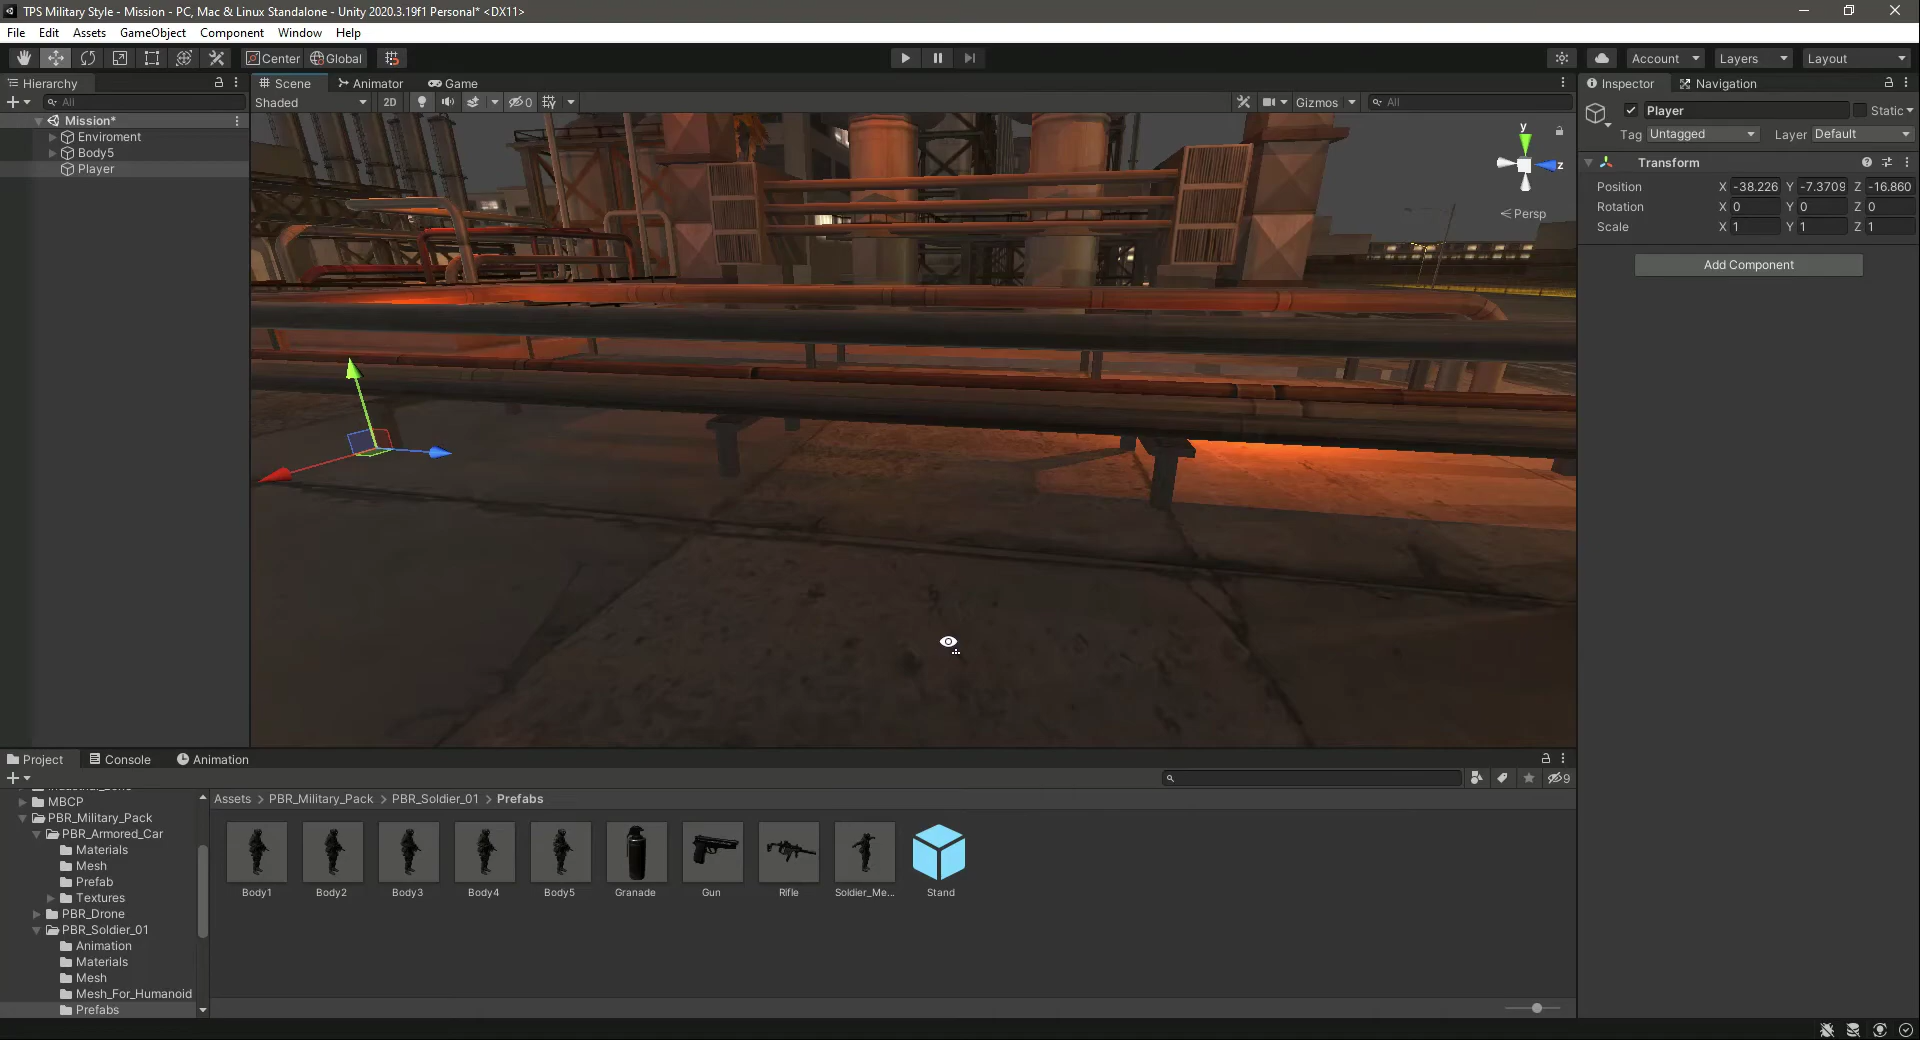 TPS Military Style - Mission - PC, Mac & Linux Standalone - Unity 2020.3.19f1 Personal* <DX11>
File Edit Assets GameObject Component Window Help
Center Global Account Layers Layout
Hierarchy
All
Mission*
Enviroment
Body5
Player
Scene Animator Game
Shaded 2D 0 Gizmos All
y
z
Persp
Inspector Navigation
Player Static
Tag Untagged Layer Default
Transform
Position X -38.226 Y -7.3709 Z -16.860
Rotation X 0 Y 0 Z 0
Scale X 1 Y 1 Z 1
Add Component
Project Console Animation
9
MBCP
PBR_Military_Pack
PBR_Armored_Car
Materials
Mesh
Prefab
Textures
PBR_Drone
PBR_Soldier_01
Animation
Materials
Mesh
Mesh_For_Humanoid
Prefabs
Assets > PBR_Military_Pack > PBR_Soldier_01 > Prefabs
Body1 Body2 Body3 Body4 Body5 Granade Gun Rifle Soldier_Me... Stand